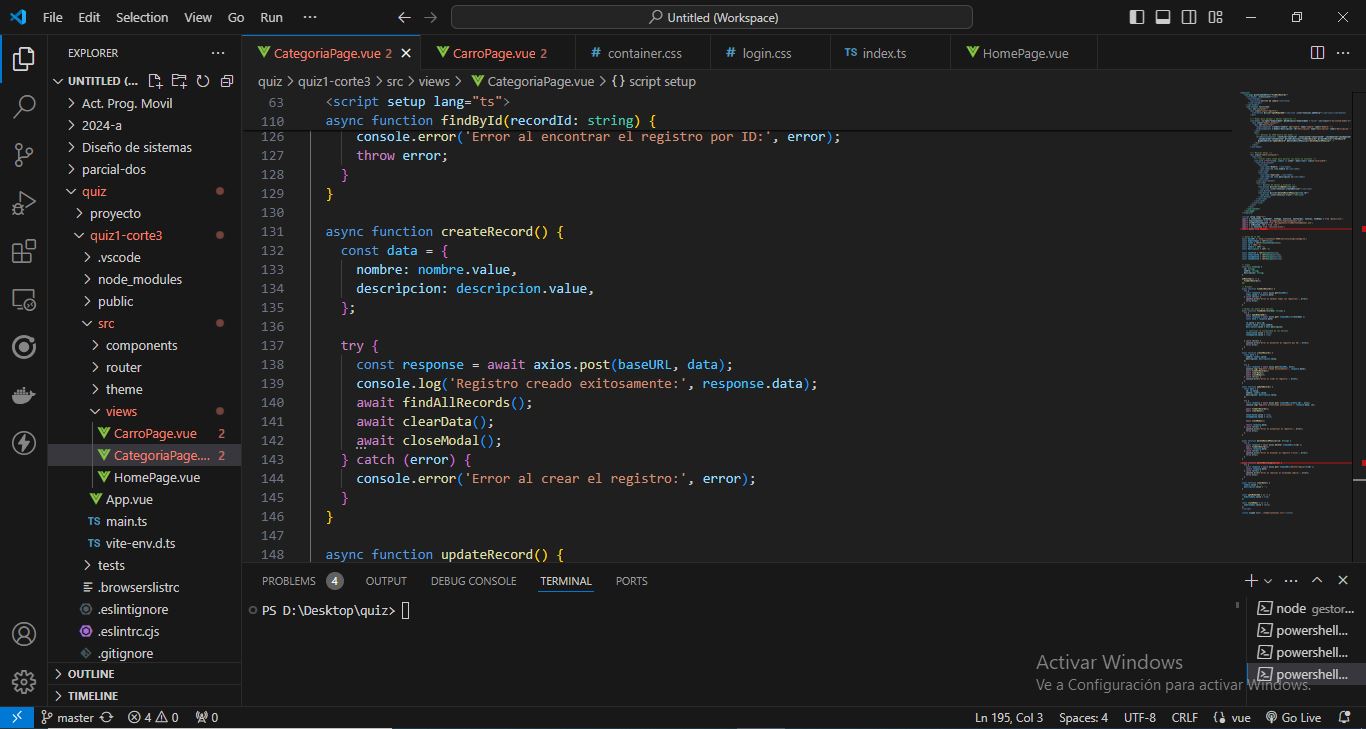 File Edit Selection View Go Run ··· Untitled (Workspace)
EXPLORER ···
CategoriaPage.vue 2 CarroPage.vue 2 # container.css # login.css TS index.ts HomePage.vue ···
UNTITLED (...
quiz > quiz1-corte3 > src > views > CategoriaPage.vue > {} script setup
Act. Prog. Movil
2024-a
Diseño de sistemas
parcial-dos
quiz
proyecto
quiz1-corte3
.vscode
node_modules
public
src
components
router
theme
views
CarroPage.vue 2
CategoriaPage.... 2
HomePage.vue
App.vue
TS main.ts
TS vite-env.d.ts
tests
.browserslistrc
.eslintignore
.eslintrc.cjs
.gitignore
OUTLINE
TIMELINE
63 <script setup lang="ts">
110 async function findById(recordId: string) {
126 console.error('Error al encontrar el registro por ID:', error);
127 throw error;
128 }
129 }
130
131 async function createRecord() {
132 const data = {
133 nombre: nombre.value,
134 descripcion: descripcion.value,
135 };
136
137 try {
138 const response = await axios.post(baseURL, data);
139 console.log('Registro creado exitosamente:', response.data);
140 await findAllRecords();
141 await clearData();
142 await closeModal();
143 } catch (error) {
144 console.error('Error al crear el registro:', error);
145 }
146 }
147
148 async function updateRecord() {
PROBLEMS 4 OUTPUT DEBUG CONSOLE TERMINAL PORTS
PS D:\Desktop\quiz>
node gestor...
powershell...
powershell...
powershell...
Activar Windows
Ve a Configuración para activar Windows.
master 4 0 0 Ln 195, Col 3 Spaces: 4 UTF-8 CRLF vue Go Live